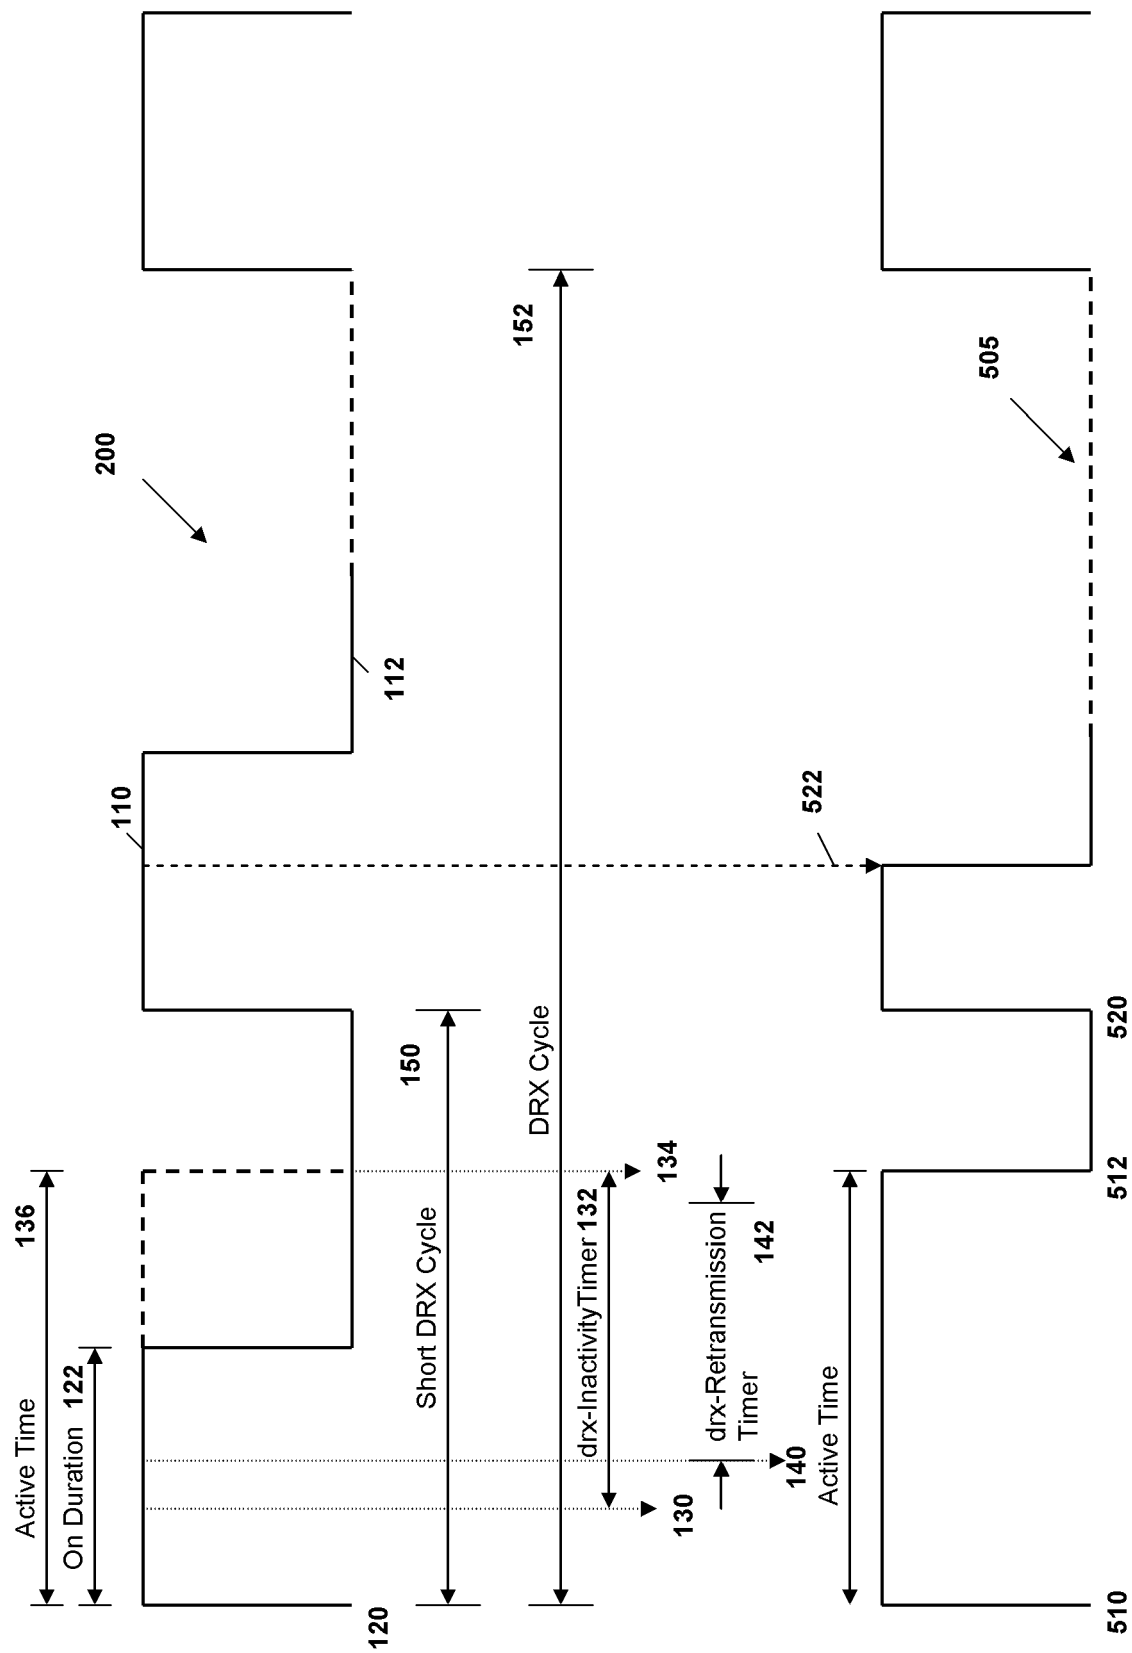 Active Time
136
On Duration 122
110
200
120
112
Short DRX Cycle
150
DRX Cycle
152
drx-InactivityTimer 132
130
134
drx-Retransmission
Timer
142
140
Active Time
522
505
510
512
520